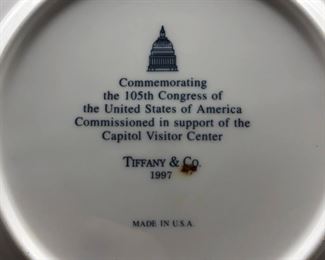 Commemorating
the 105th Congress of
the United States of America
Commissioned in support of the
Capitol Visitor Center
TIFFANY & CO.
1997
MADE IN U.S.A.